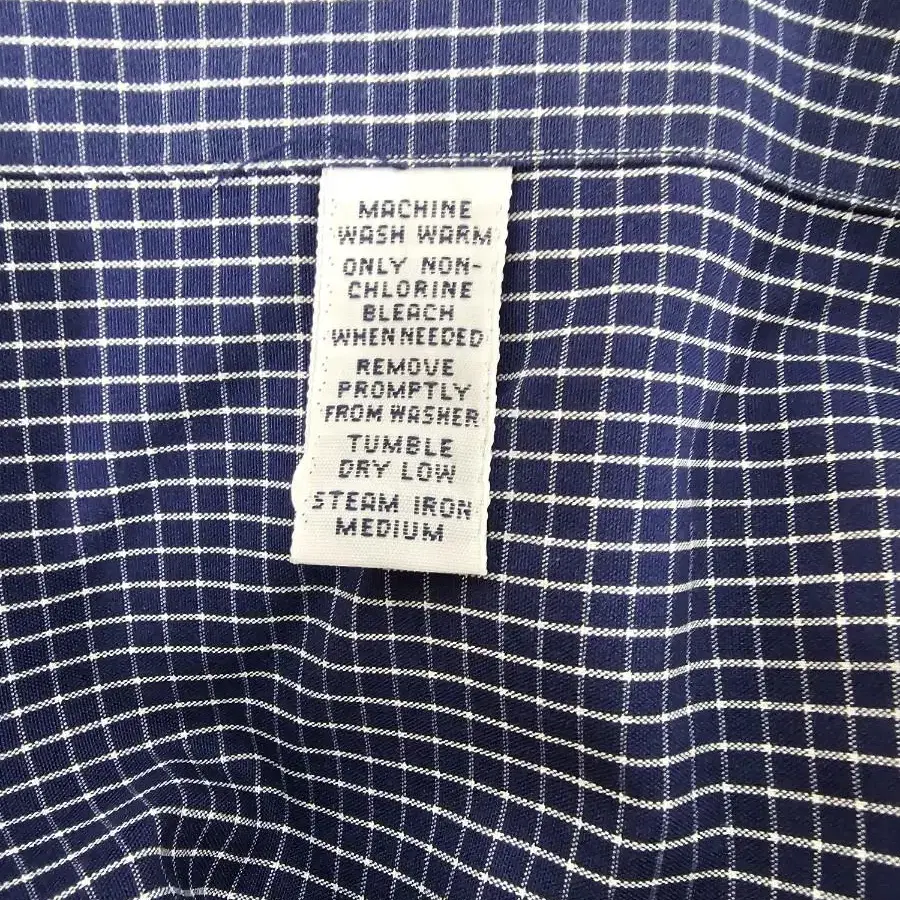 MACHINE
WASH WARM
ONLY NON-
CHLORINE
BLEACH
WHEN NEEDED
REMOVE
PROMPTLY
FROM WASHER
TUMBLE
DRY LOW
STEAM IRON
MEDIUM